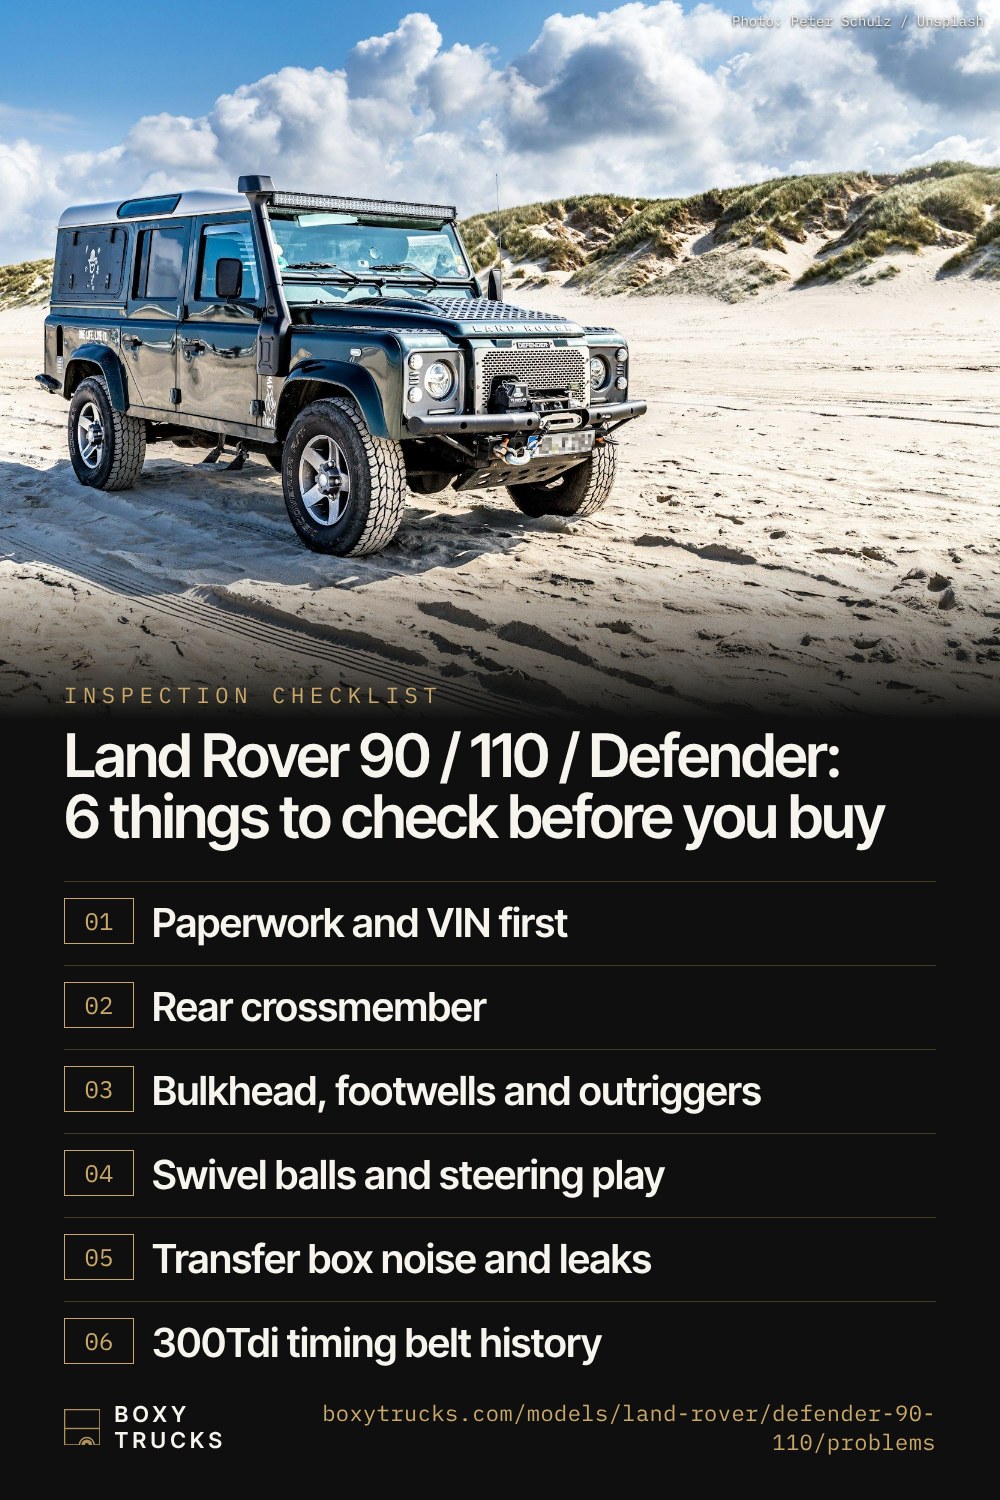 Photo: Peter Schulz / Unsplash
LAND ROVER
DEFENDER
INSPECTION CHECKLIST
Land Rover 90 / 110 / Defender:
6 things to check before you buy
01 Paperwork and VIN first
02 Rear crossmember
03 Bulkhead, footwells and outriggers
04 Swivel balls and steering play
05 Transfer box noise and leaks
06 300Tdi timing belt history
BOXY
TRUCKS
boxytrucks.com/models/land-rover/defender-90-
110/problems